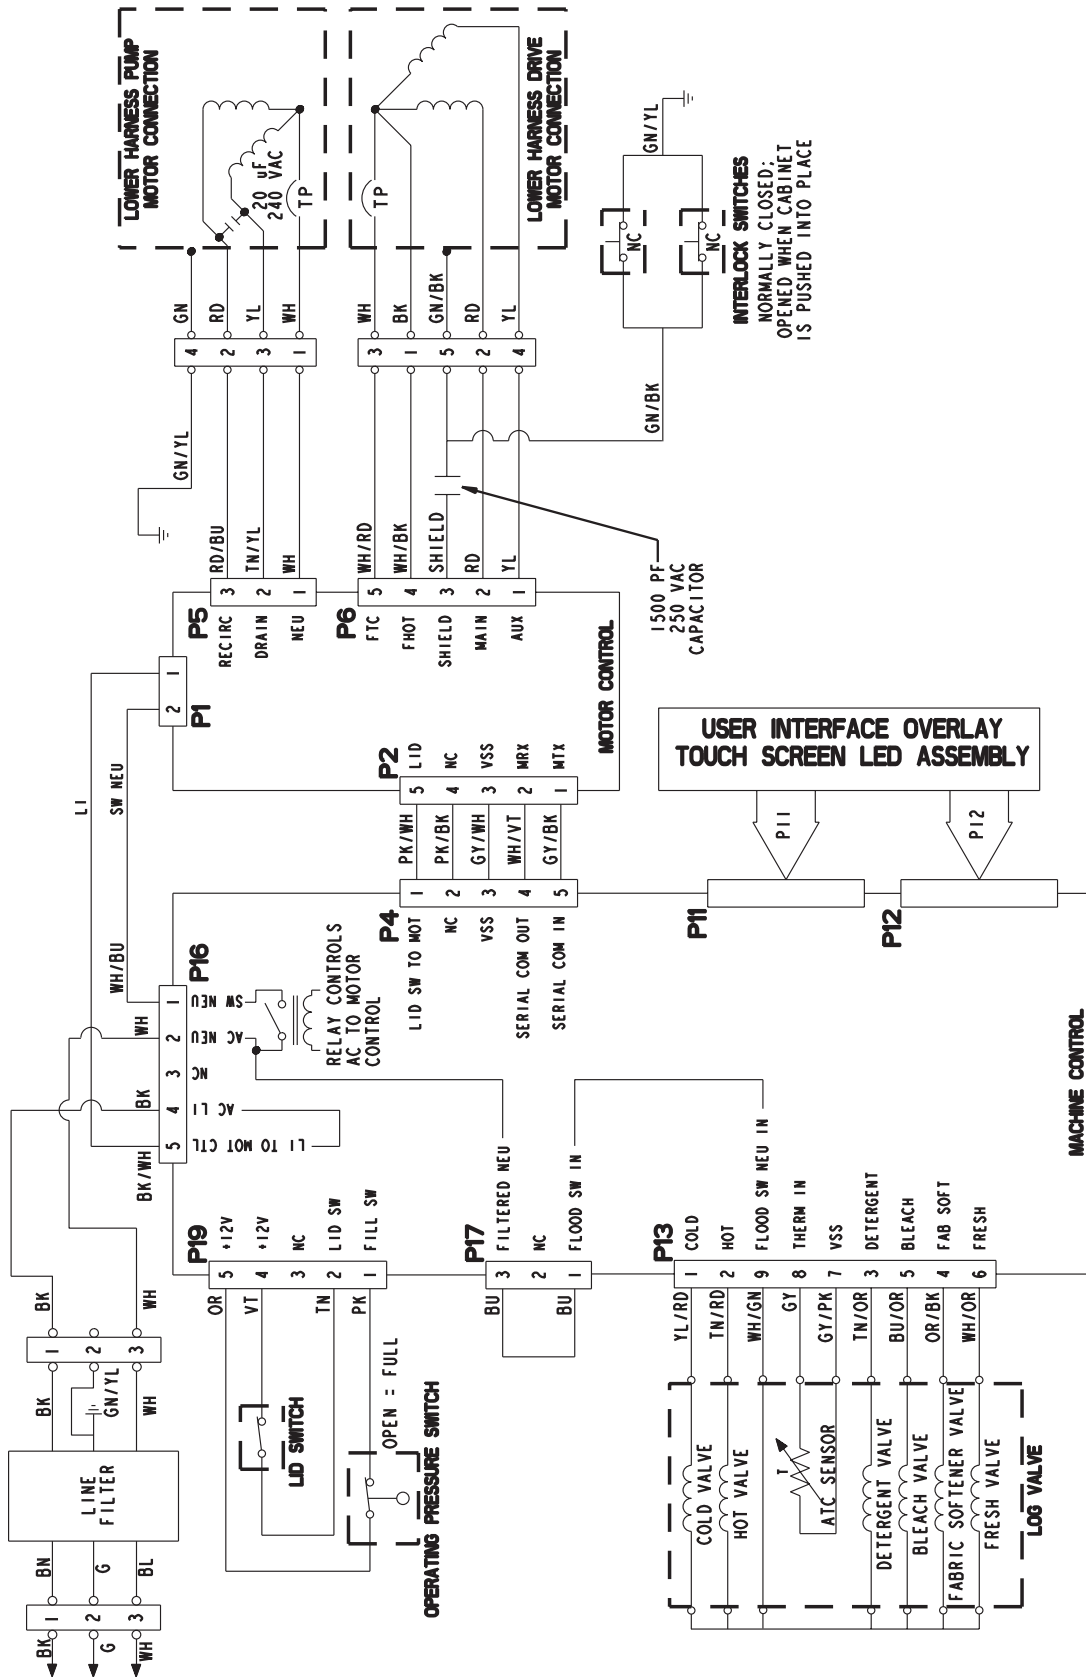 LOWER HARNESS PUMP
MOTOR CONNECTION
20 uF
240 VAC
TP
GN
RD
YL
WH
4
2
3
1
GN/YL
RD/BU
TN/YL
WH
P5
3
2
1
RECIRC
DRAIN
NEU
LOWER HARNESS DRIVE
MOTOR CONNECTION
TP
WH
BK
GN/BK
RD
YL
3
1
5
2
4
WH/RD
WH/BK
SHIELD
RD
YL
P6
5
4
3
2
1
FTC
FHOT
SHIELD
MAIN
AUX
1500 PF
250 VAC
CAPACITOR
GN/BK
GN/YL
NC
NC
INTERLOCK SWITCHES
NORMALLY CLOSED;
OPENED WHEN CABINET
IS PUSHED INTO PLACE
MOTOR CONTROL
P1
1
2
L1
SW NEU
WH/BU
P2
5
4
3
2
1
LID
NC
VSS
MRX
MTX
PK/WH
PK/BK
GY/WH
WH/VT
GY/BK
P4
1
2
3
4
5
LID SW TO MOT
NC
VSS
SERIAL COM OUT
SERIAL COM IN
USER INTERFACE OVERLAY
TOUCH SCREEN LED ASSEMBLY
P11
P12
P11
P12
P16
1
2
3
4
5
WH
BK
BK/WH
SW NEU
AC NEU
NC
AC L1
L1 TO MOT CTL
RELAY CONTROLS
AC TO MOTOR
CONTROL
MACHINE CONTROL
P19
5
4
3
2
1
+12V
+12V
NC
LID SW
FILL SW
OR
VT
TN
PK
LID SWITCH
OPEN = FULL
OPERATING PRESSURE SWITCH
P17
3
2
1
FILTERED NEU
NC
FLOOD SW IN
BU
BU
P13
1
2
9
8
7
3
5
4
6
COLD
HOT
FLOOD SW NEU IN
THERM IN
VSS
DETERGENT
BLEACH
FAB SOFT
FRESH
YL/RD
TN/RD
WH/GN
GY
GY/PK
TN/OR
BU/OR
OR/BK
WH/OR
COLD VALVE
HOT VALVE
T
ATC SENSOR
DETERGENT VALVE
BLEACH VALVE
FABRIC SOFTENER VALVE
FRESH VALVE
LOG VALVE
BK
WH
1
2
3
BK
GN/YL
WH
LINE
FILTER
BN
G
BL
1
2
3
BK
G
WH